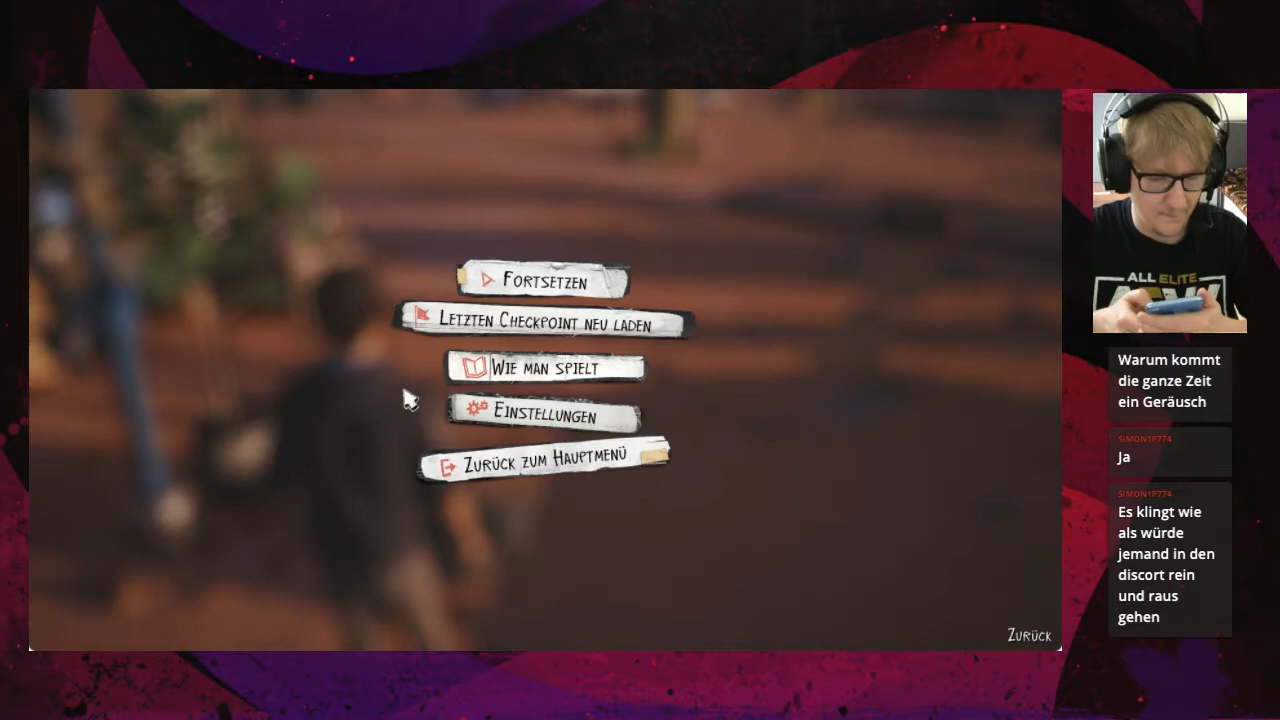 Fortsetzen
Letzten Checkpoint neu laden
Wie man spielt
Einstellungen
Zurück zum Hauptmenü
Zurück
ALL ELITE
Warum kommt
die ganze Zeit
ein Geräusch
SIMON1P774
Ja
SIMON1P774
Es klingt wie
als würde
jemand in den
discort rein
und raus
gehen